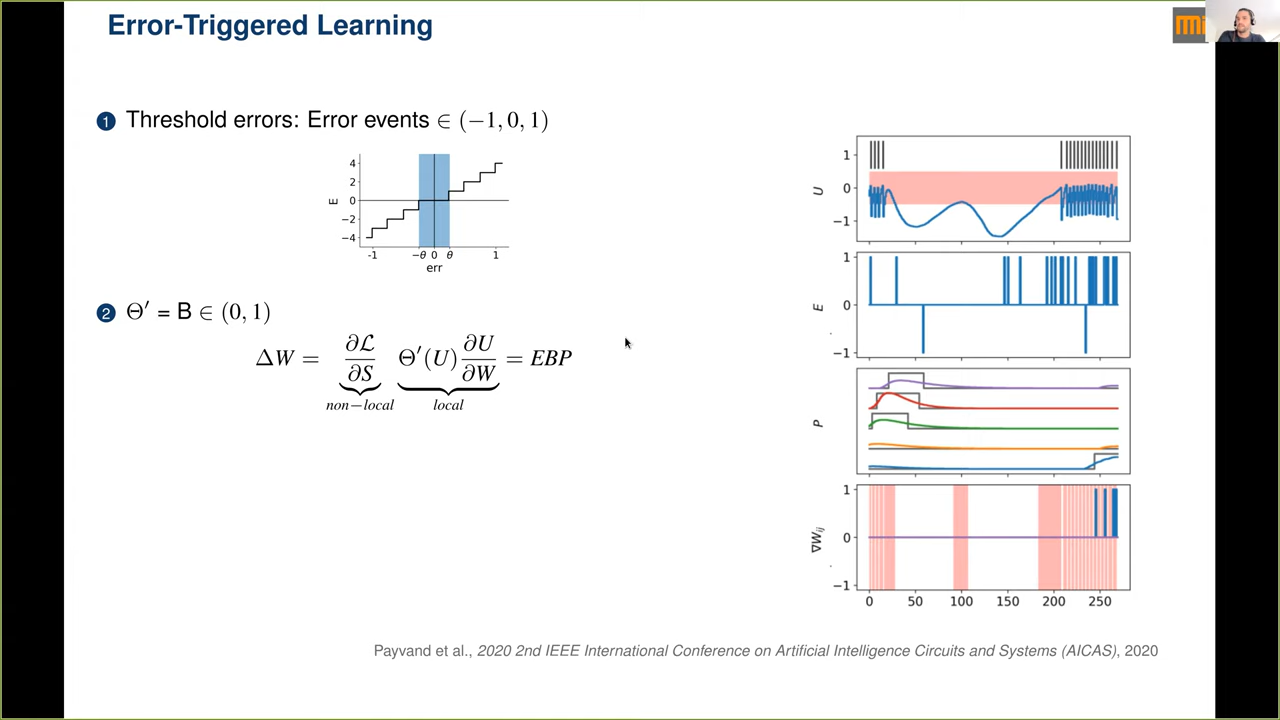 Error-Triggered Learning
mi
1 Threshold errors: Error events ∈ (−1, 0, 1)
E
4
2
0
−2
−4
-1 −θ 0 θ 1
err
2 Θ′ = B ∈ (0, 1)
ΔW = ∂ℒ/∂S Θ′(U) ∂U/∂W = EBP
non−local local
U
1
0
−1
E
1
0
−1
P
∇W_ij
1
0
−1
0 50 100 150 200 250
Payvand et al., 2020 2nd IEEE International Conference on Artificial Intelligence Circuits and Systems (AICAS), 2020